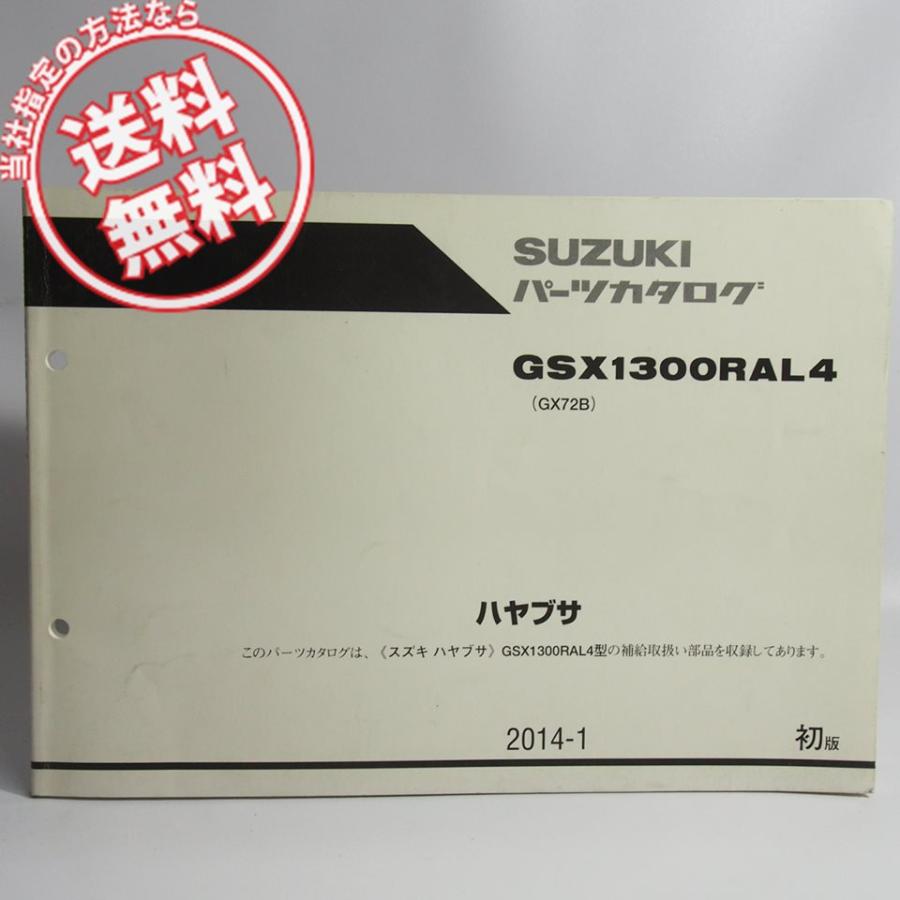 当社指定の方法なら
送料
無料
SUZUKI
パーツカタログ
GSX1300RAL4
(GX72B)
ハヤブサ
このパーツカタログは、《スズキ ハヤブサ》GSX1300RAL4型の補給取扱い部品を収録してあります。
2014-1
初版